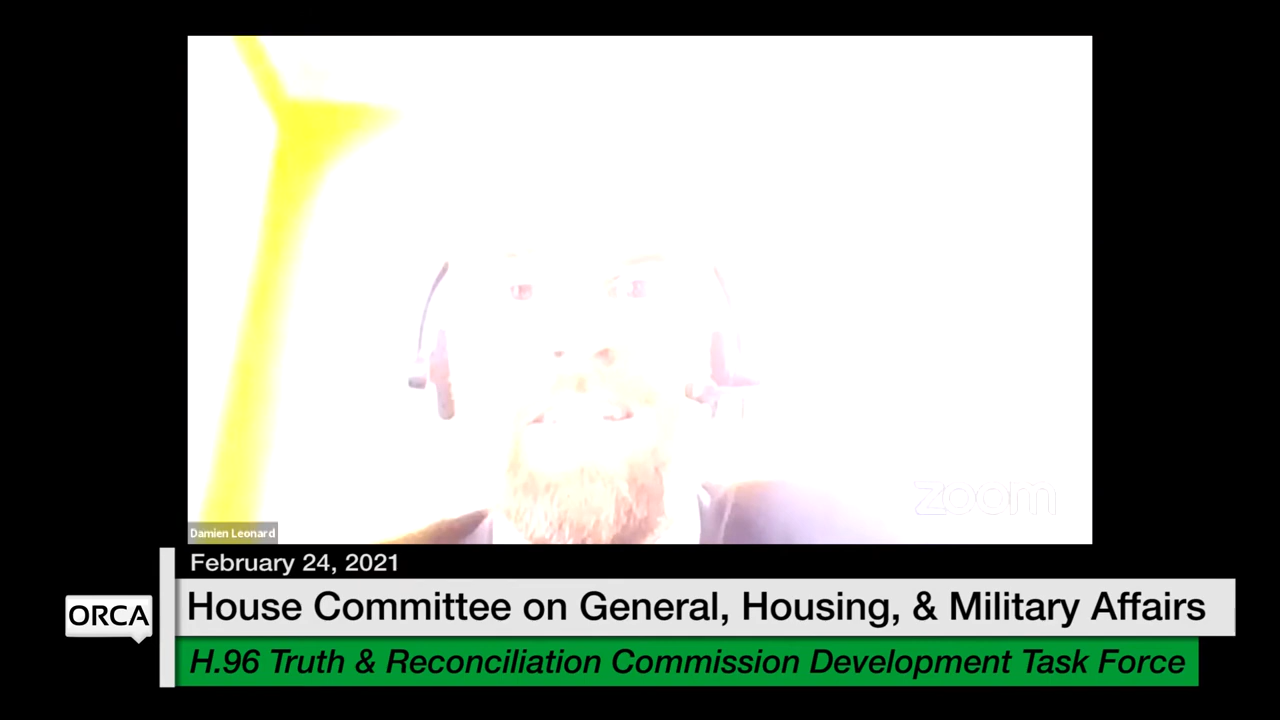 zoom
Damien Leonard
February 24, 2021
ORCA
House Committee on General, Housing, & Military Affairs
H.96 Truth & Reconciliation Commission Development Task Force